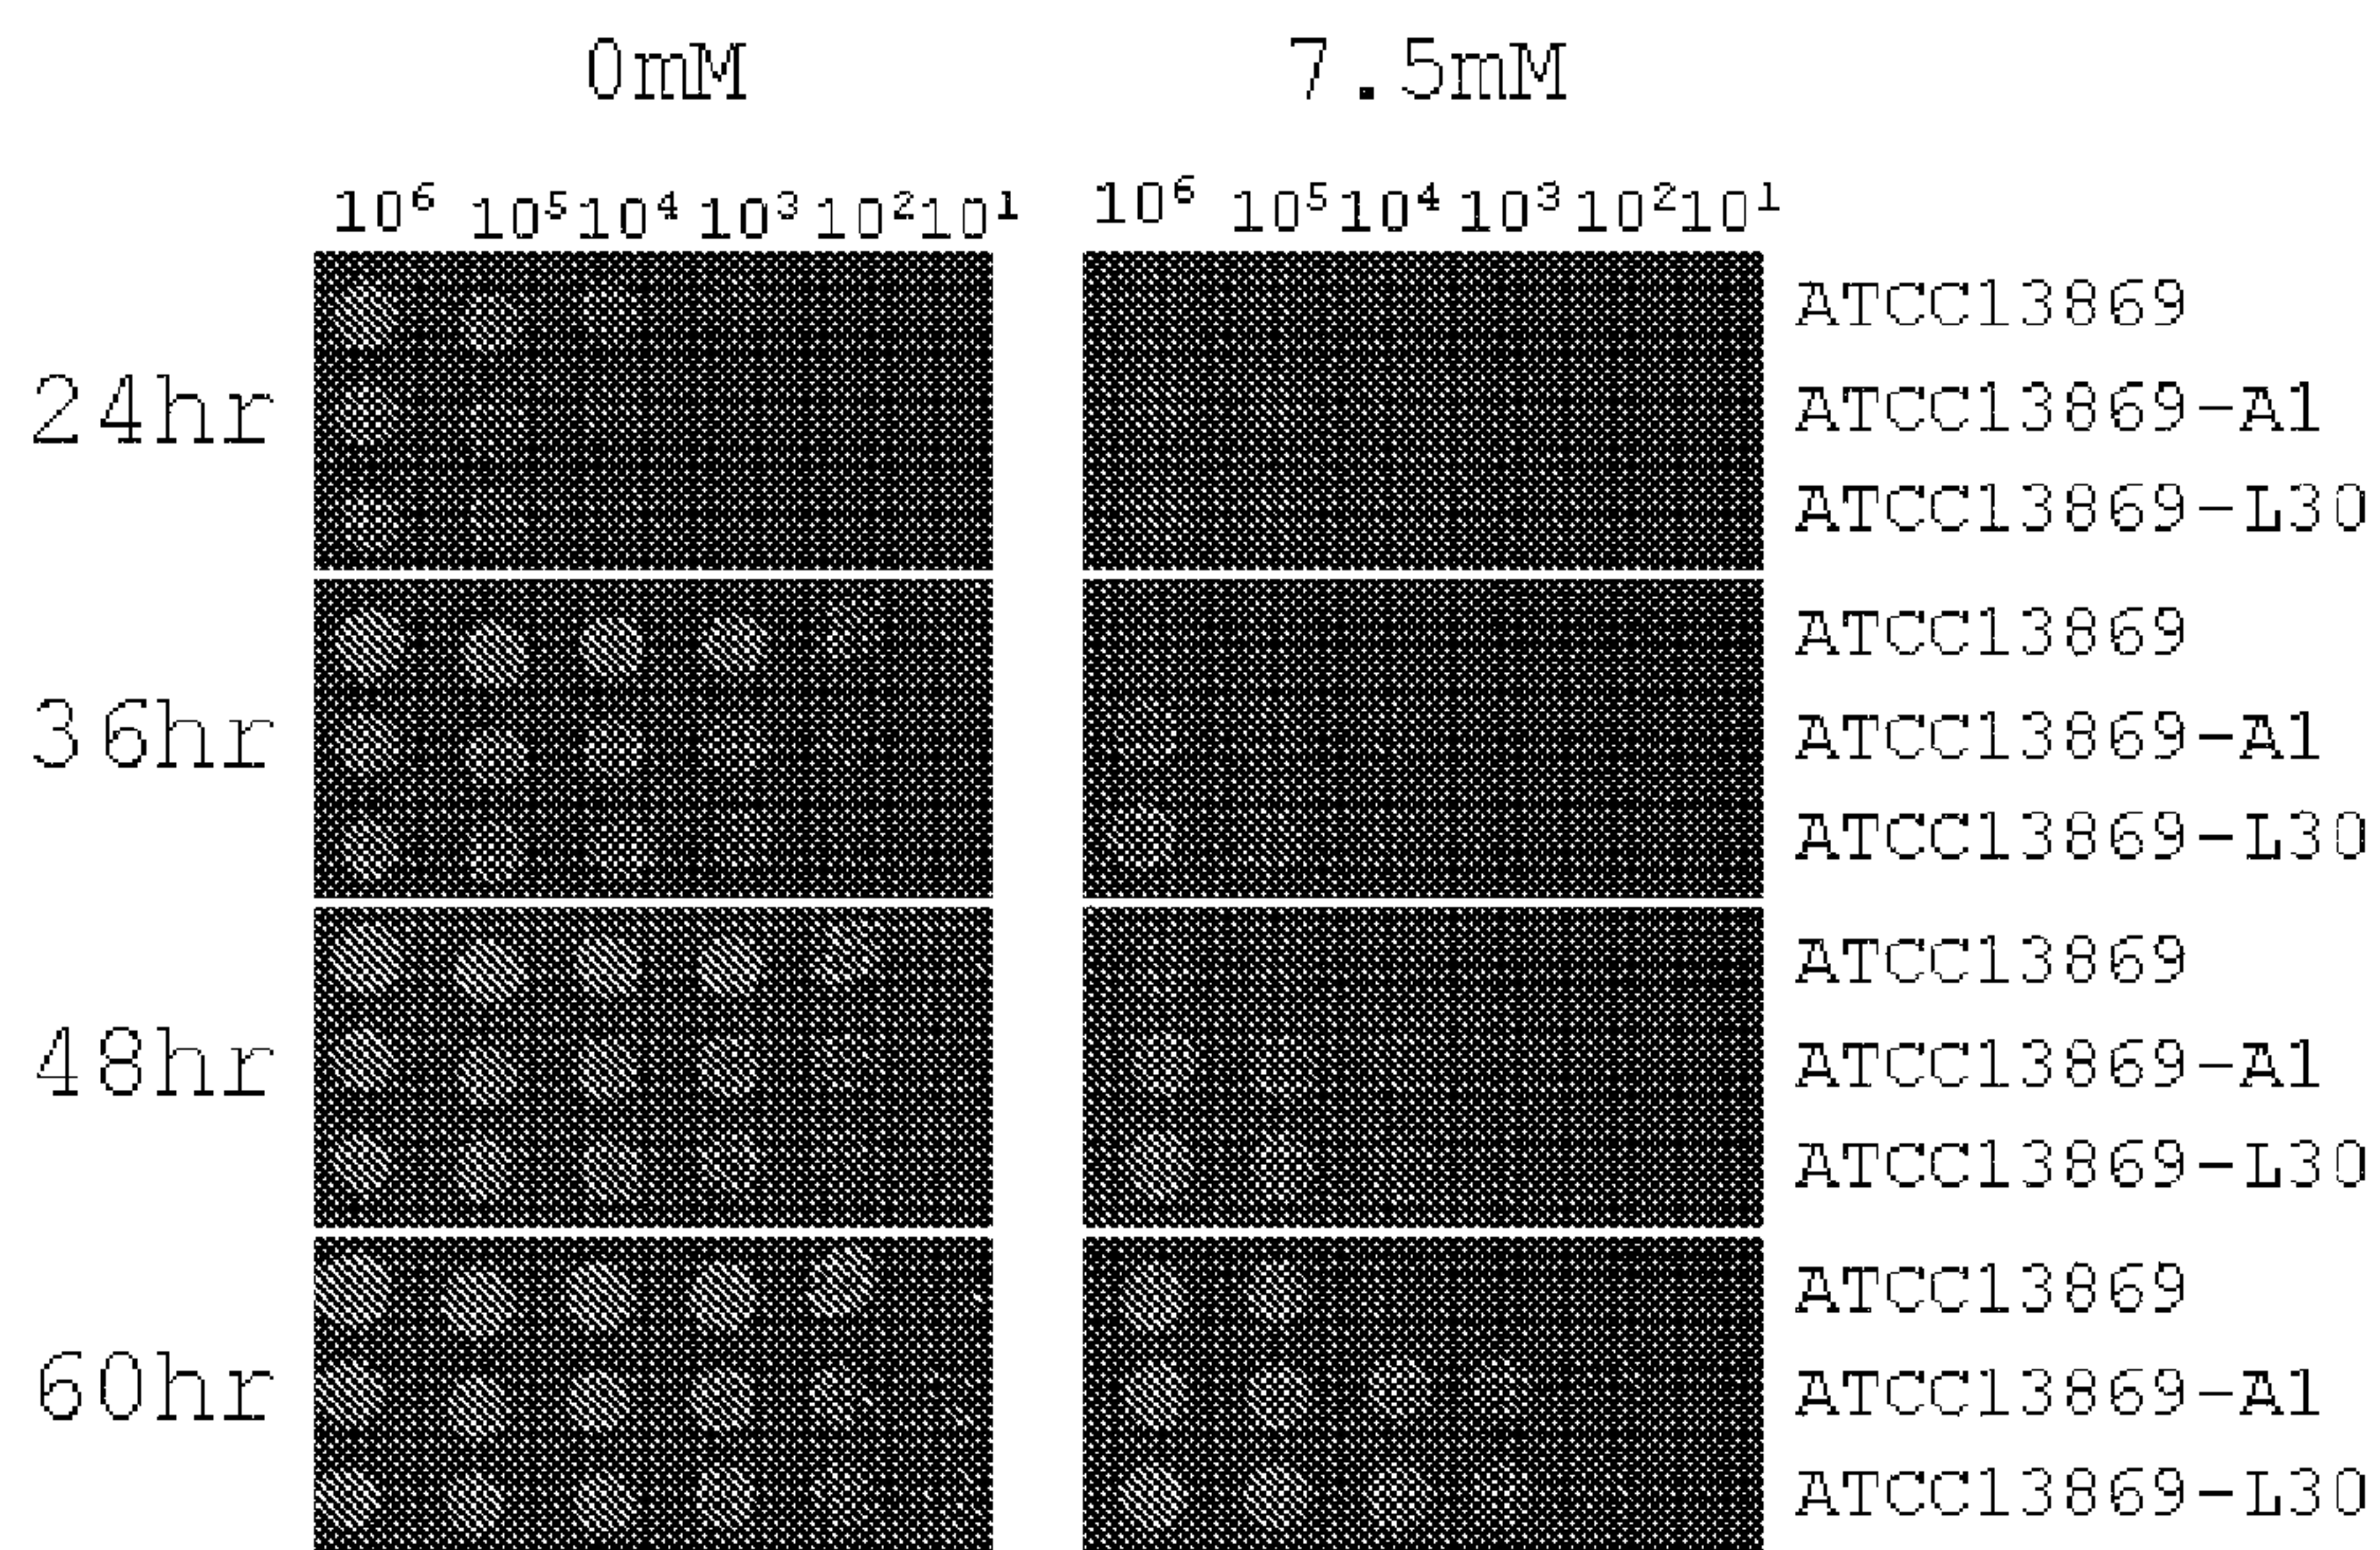 0mM 7.5mM
10⁶ 10⁵ 10⁴ 10³ 10² 10¹ 10⁶ 10⁵ 10⁴ 10³ 10² 10¹
24hr
ATCC13869
ATCC13869-A1
ATCC13869-L30
36hr
ATCC13869
ATCC13869-A1
ATCC13869-L30
48hr
ATCC13869
ATCC13869-A1
ATCC13869-L30
60hr
ATCC13869
ATCC13869-A1
ATCC13869-L30